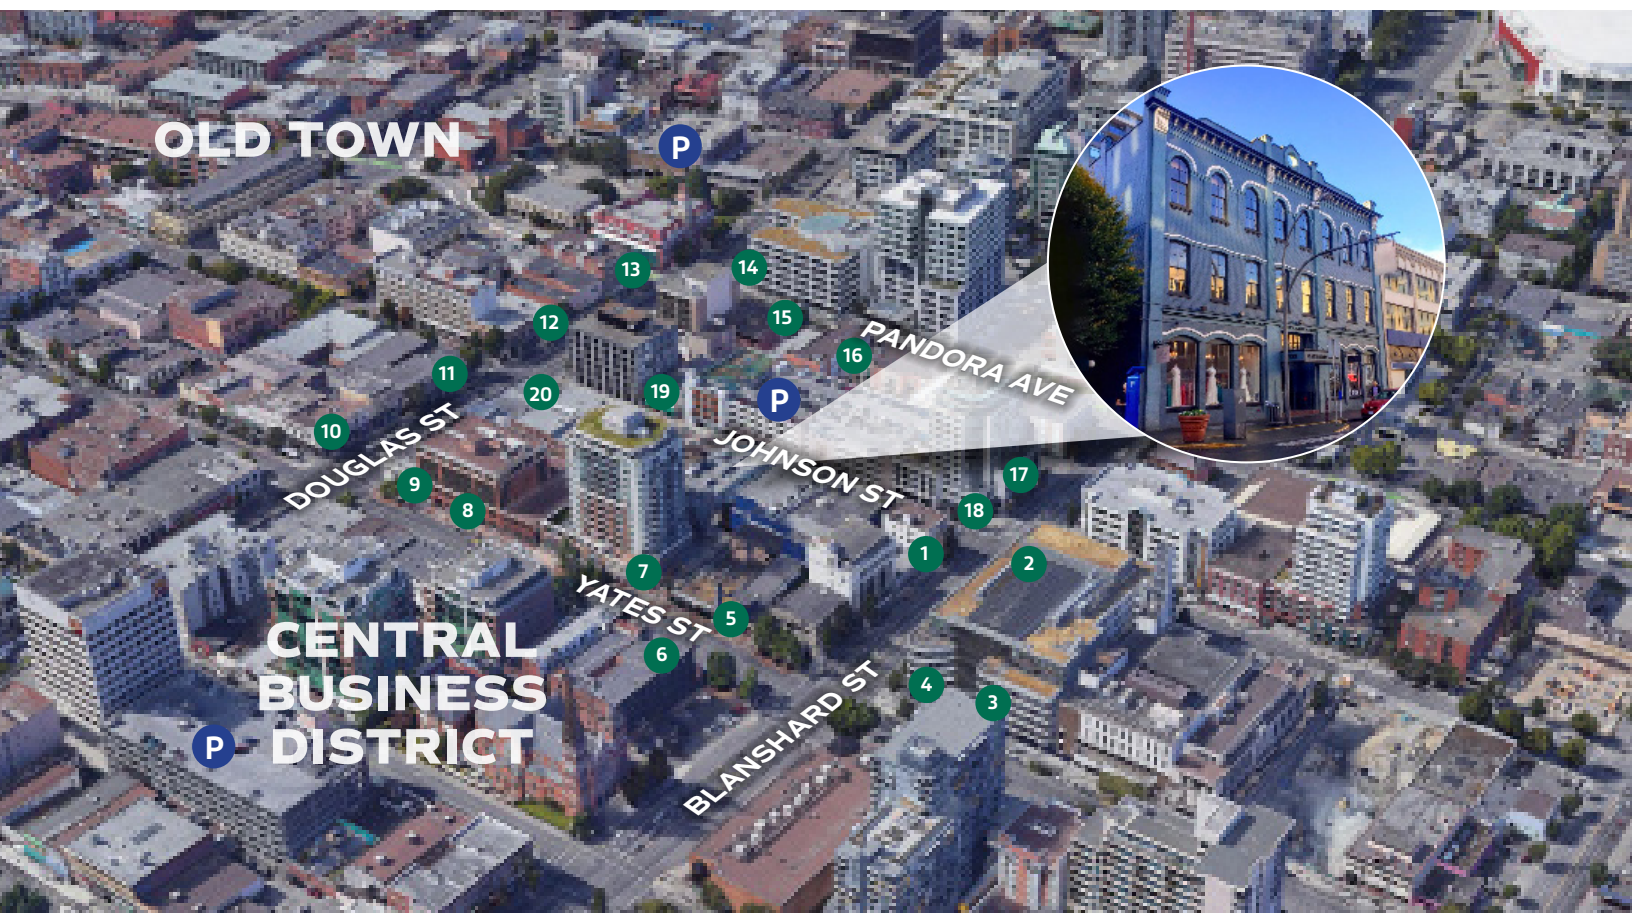 OLD TOWN
P
13
14
12
15
PANDORA AVE
16
11
20
19
P
10
DOUGLAS ST
JOHNSON ST
9
8
17
18
1
2
7
YATES ST
5
6
CENTRAL
BUSINESS
DISTRICT
P
4
3
BLANSHARD ST